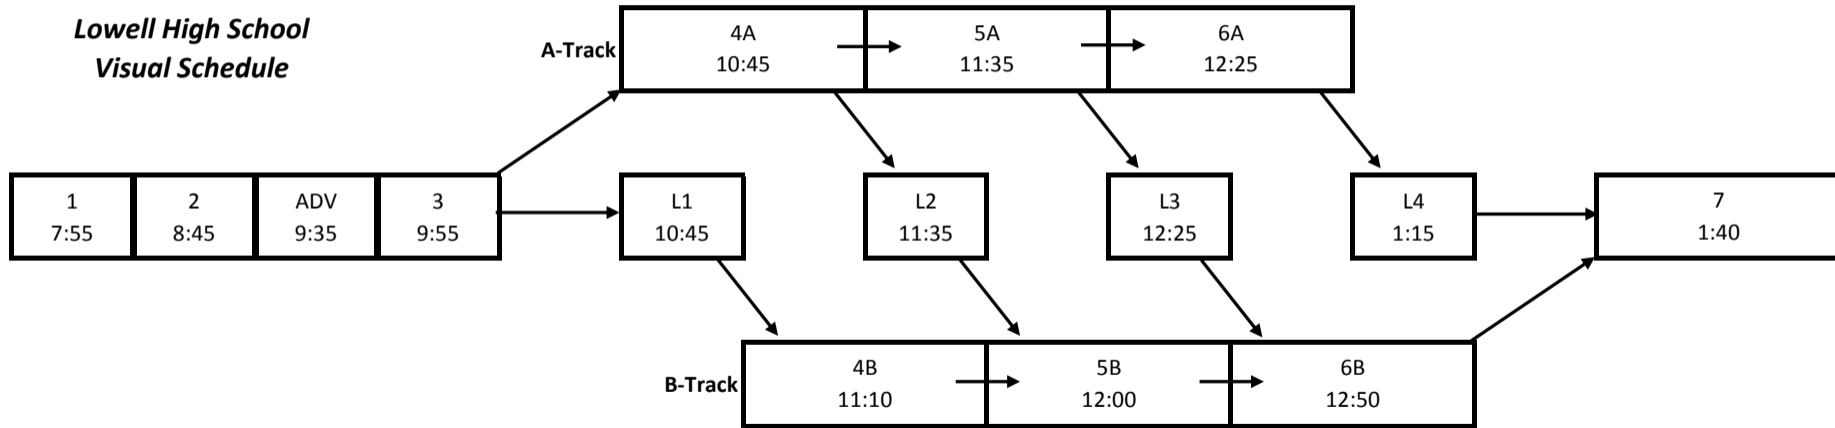 Lowell High School
Visual Schedule
A-Track
4A
10:45
5A
11:35
6A
12:25
1
7:55
2
8:45
ADV
9:35
3
9:55
L1
10:45
L2
11:35
L3
12:25
L4
1:15
7
1:40
B-Track
4B
11:10
5B
12:00
6B
12:50